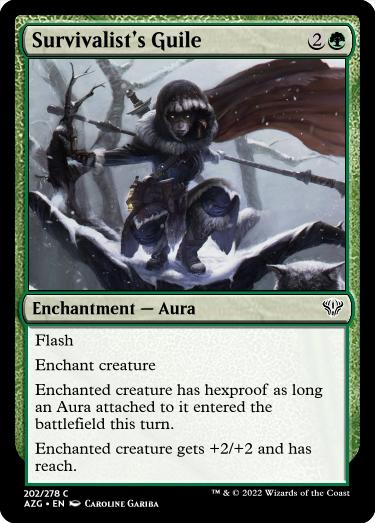 Survivalist's Guile 2
Enchantment — Aura
Flash
Enchant creature
Enchanted creature has hexproof as long
an Aura attached to it entered the
battlefield this turn.
Enchanted creature gets +2/+2 and has
reach.
202/278 C
AZG • EN CAROLINE GARIBA
™ & © 2022 Wizards of the Coast